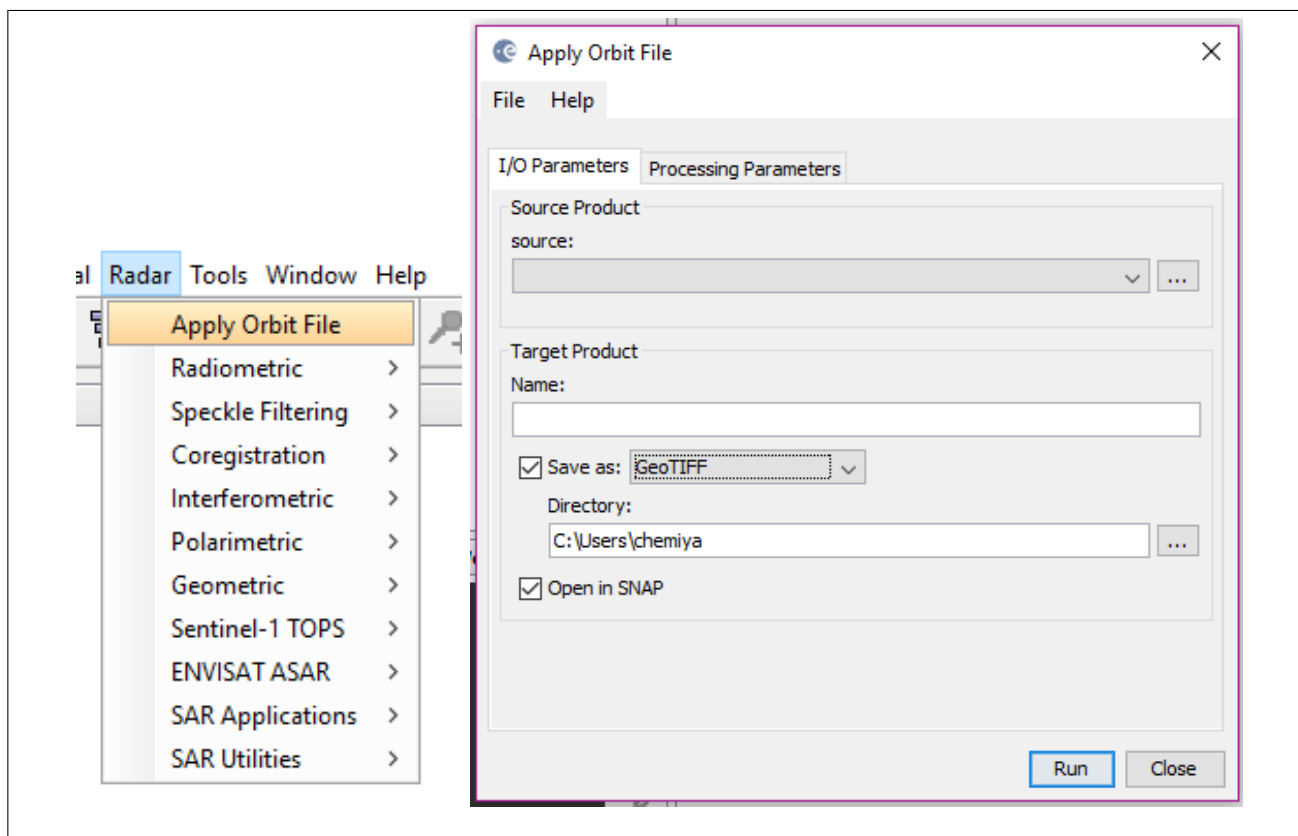 al Radar Tools Window Help
Apply Orbit File
Radiometric
Speckle Filtering
Coregistration
Interferometric
Polarimetric
Geometric
Sentinel-1 TOPS
ENVISAT ASAR
SAR Applications
SAR Utilities
Apply Orbit File
File Help
I/O Parameters Processing Parameters
Source Product
source:
...
Target Product
Name:
Save as: GeoTIFF
Directory:
C:\Users\chemiya
...
Open in SNAP
Run Close